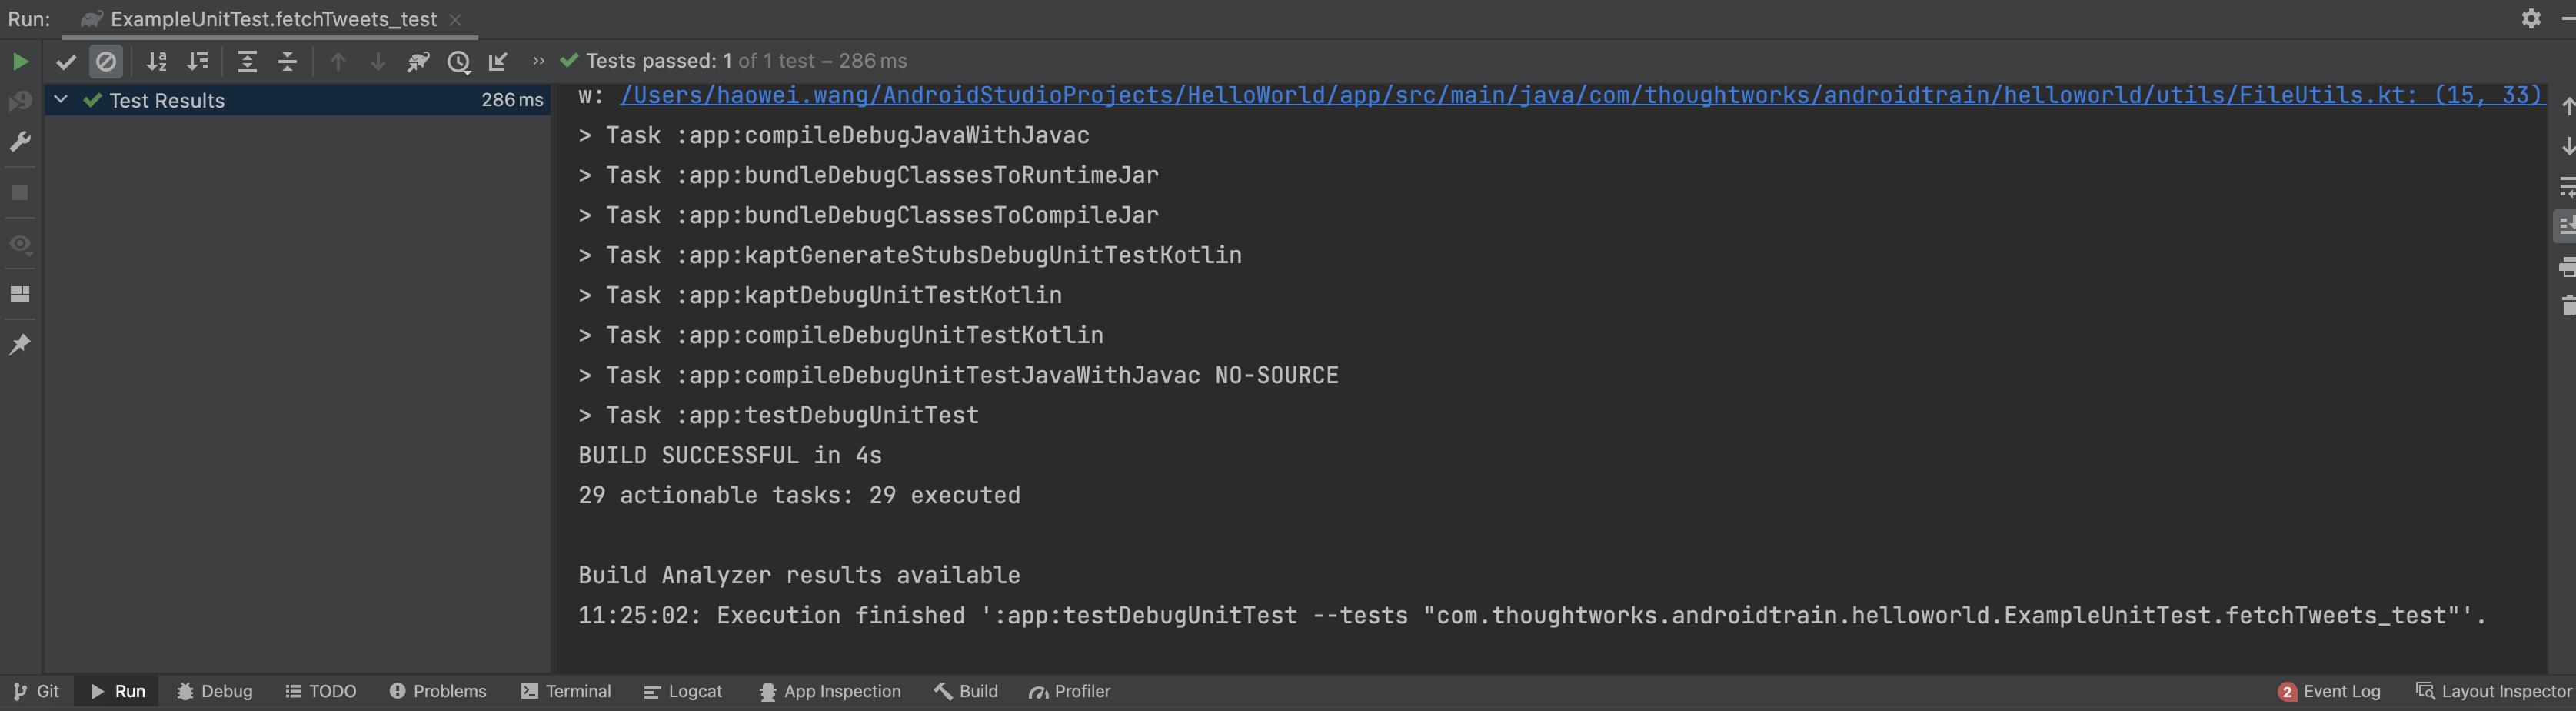 Run: ExampleUnitTest.fetchTweets_test
Tests passed: 1 of 1 test – 286 ms
Test Results 286 ms
w: /Users/haowei.wang/AndroidStudioProjects/HelloWorld/app/src/main/java/com/thoughtworks/androidtrain/helloworld/utils/FileUtils.kt: (15, 33)
> Task :app:compileDebugJavaWithJavac
> Task :app:bundleDebugClassesToRuntimeJar
> Task :app:bundleDebugClassesToCompileJar
> Task :app:kaptGenerateStubsDebugUnitTestKotlin
> Task :app:kaptDebugUnitTestKotlin
> Task :app:compileDebugUnitTestKotlin
> Task :app:compileDebugUnitTestJavaWithJavac NO-SOURCE
> Task :app:testDebugUnitTest
BUILD SUCCESSFUL in 4s
29 actionable tasks: 29 executed
Build Analyzer results available
11:25:02: Execution finished ':app:testDebugUnitTest --tests "com.thoughtworks.androidtrain.helloworld.ExampleUnitTest.fetchTweets_test"'.
Git Run Debug TODO Problems Terminal Logcat App Inspection Build Profiler 2 Event Log Layout Inspector